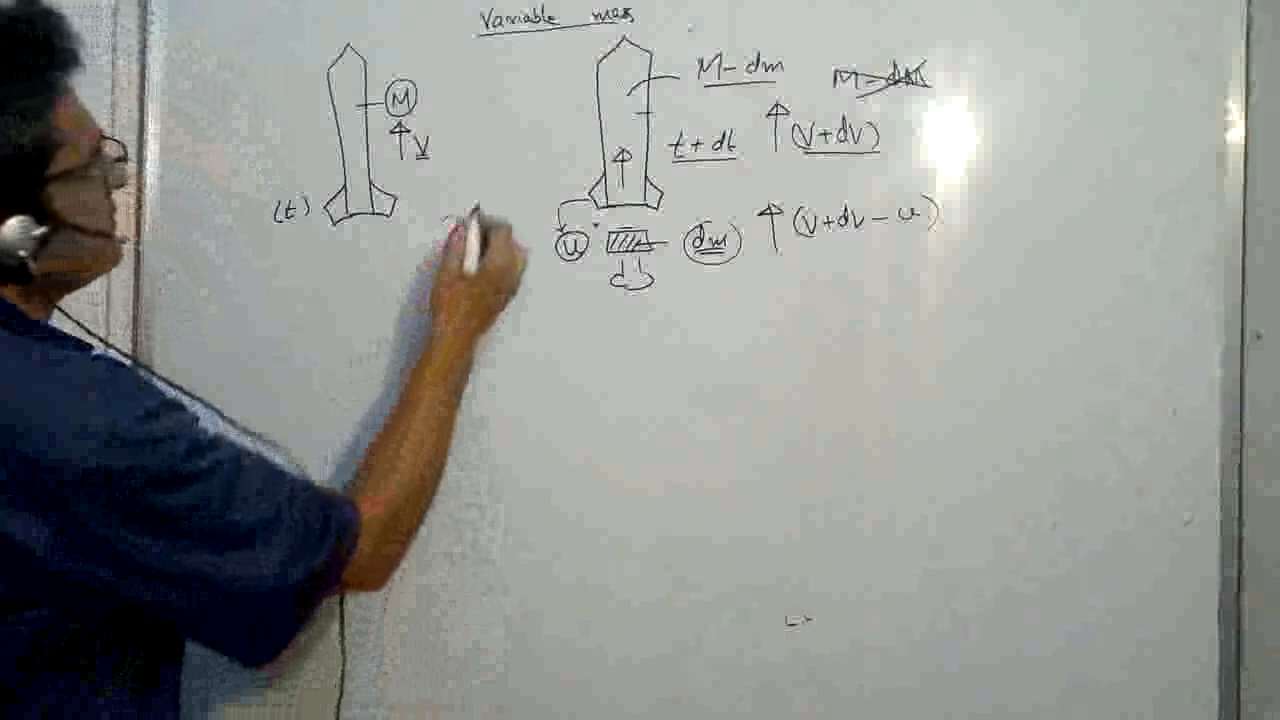 Variable mass
M
V
(t)
M - dm
M - dM
t + dt
(V + dV)
u
dm
(V + dV - u)